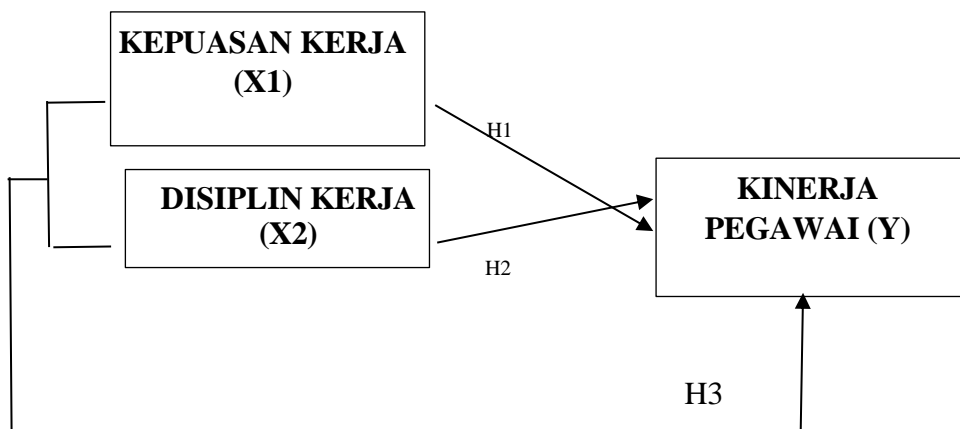 KEPUASAN KERJA
(X1)
H1
DISIPLIN KERJA
(X2)
H2
KINERJA
PEGAWAI (Y)
H3